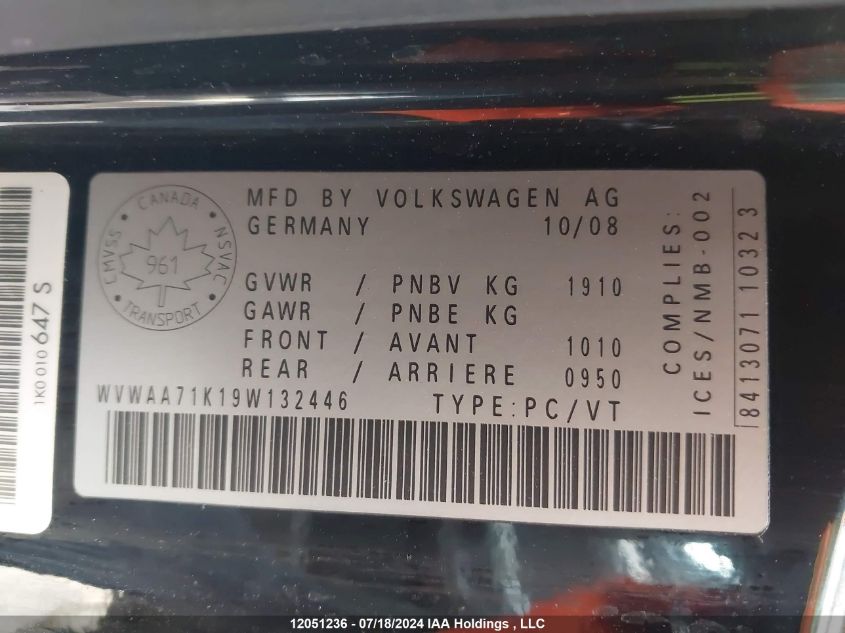 CANADA
CMVSS
NSVAC
961
TRANSPORT
MFD BY VOLKSWAGEN AG
GERMANY 10/08
GVWR / PNBV KG 1910
GAWR / PNBE KG
FRONT / AVANT 1010
REAR / ARRIERE 0950
WVWAA71K19W132446 TYPE:PC/VT
COMPLIES:
ICES/NMB-002
8413071 10323
1K0 010 647 S
12051236 - 07/18/2024 IAA Holdings , LLC